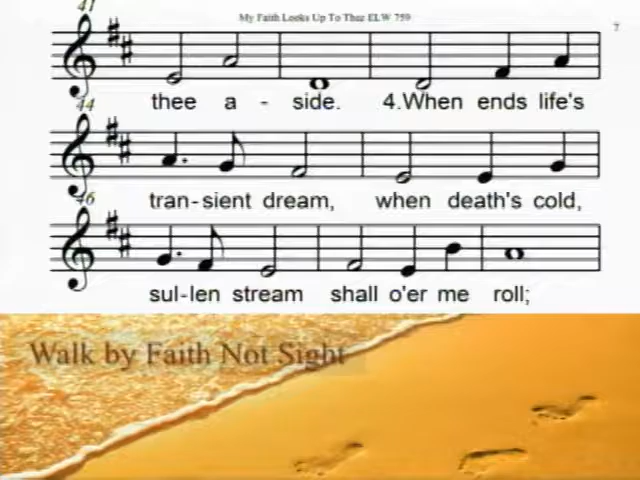 41
My Faith Looks Up To Thee ELW 759
7
thee a - side. 4.When ends life's
44
tran-sient dream, when death's cold,
46
sul-len stream shall o'er me roll;
Walk by Faith Not Sight